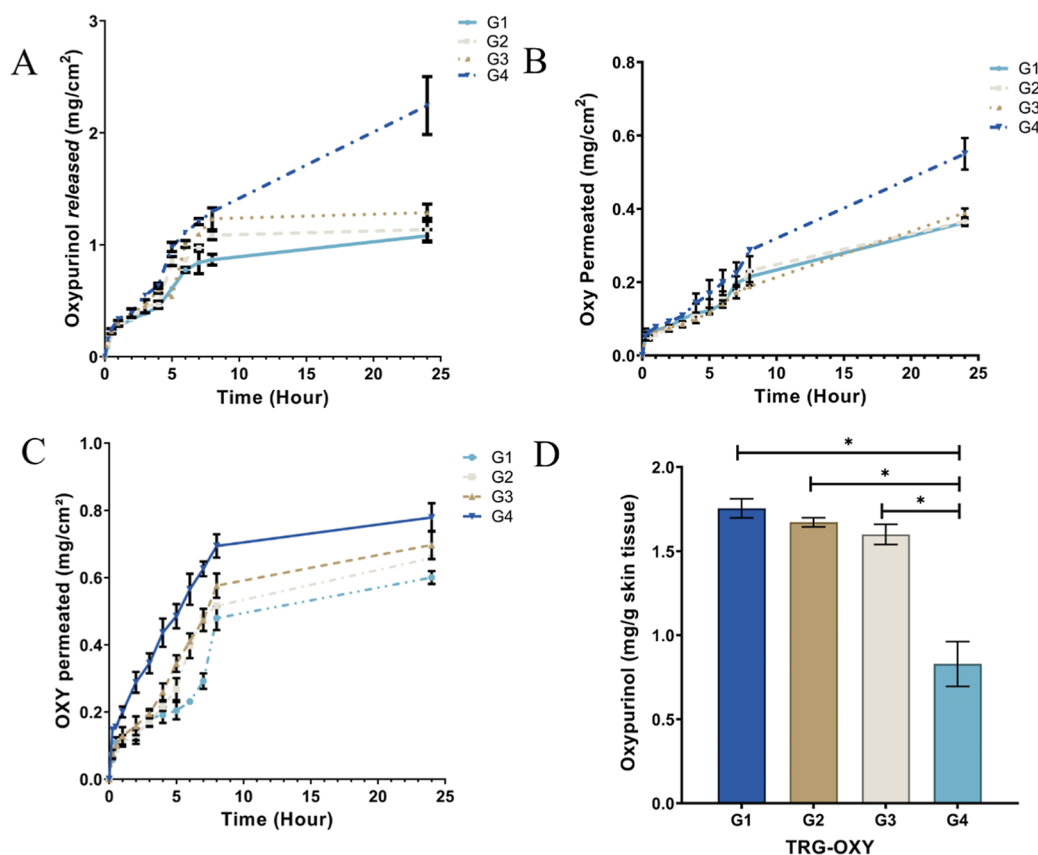 A
Oxypurinol released (mg/cm²)
3
2
1
0
0 5 10 15 20 25
Time (Hour)
G1
G2
G3
G4
B
Oxy Permeated (mg/cm²)
0.8
0.6
0.4
0.2
0.0
0 5 10 15 20 25
Time (Hour)
G1
G2
G3
G4
C
OXY permeated (mg/cm²)
1.0
0.8
0.6
0.4
0.2
0.0
0 5 10 15 20 25
Time (Hour)
G1
G2
G3
G4
D
Oxypurinol (mg/g skin tissue)
2.0
1.5
1.0
0.5
0.0
*
*
*
G1 G2 G3 G4
TRG-OXY